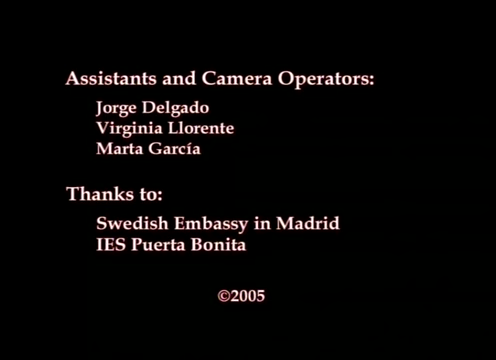 Assistants and Camera Operators:
Jorge Delgado
Virginia Llorente
Marta García
Thanks to:
Swedish Embassy in Madrid
IES Puerta Bonita
©2005